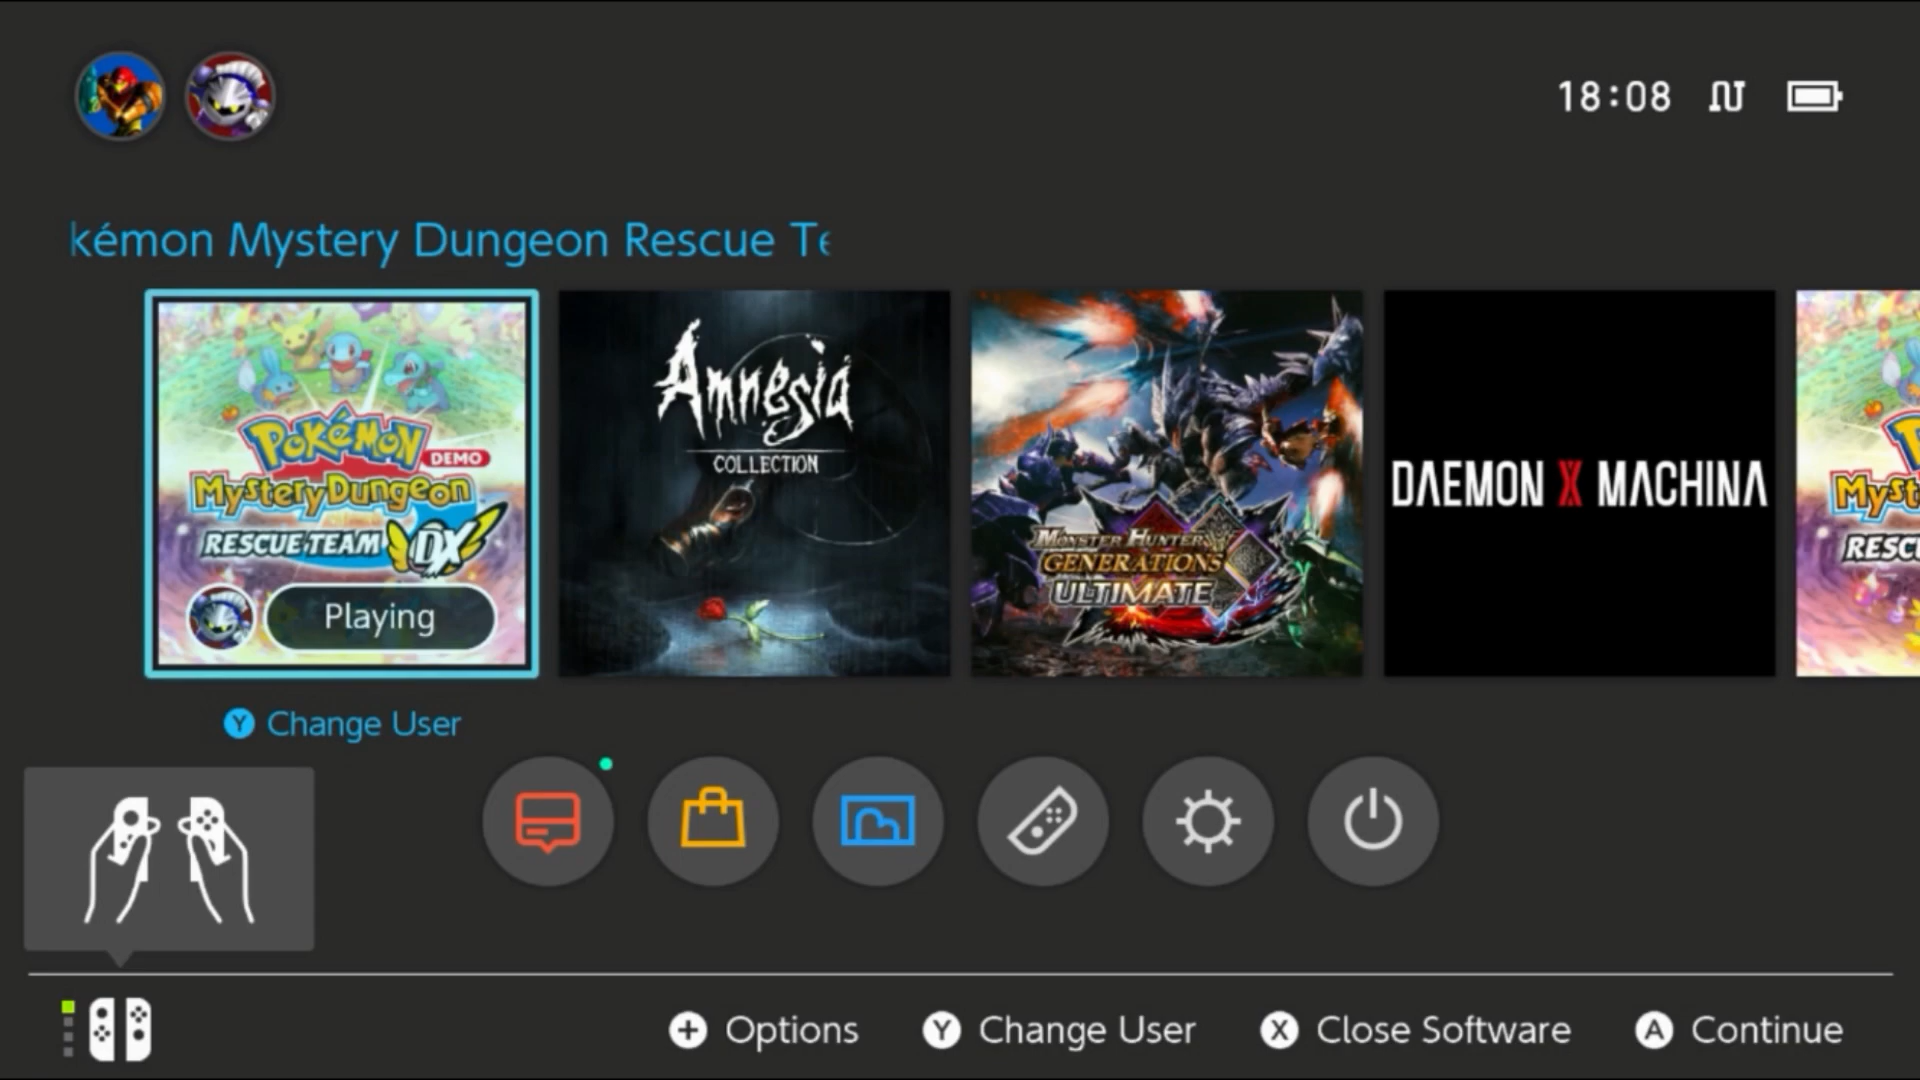 18:08
kémon Mystery Dungeon Rescue Te
POKéMON
DEMO
Mystery Dungeon
RESCUE TEAM DX
Playing
Amnesia
COLLECTION
MONSTER HUNTER
GENERATIONS
ULTIMATE
DAEMON X MACHINA
Myst
RESC
Y Change User
+ Options
Y Change User
X Close Software
A Continue